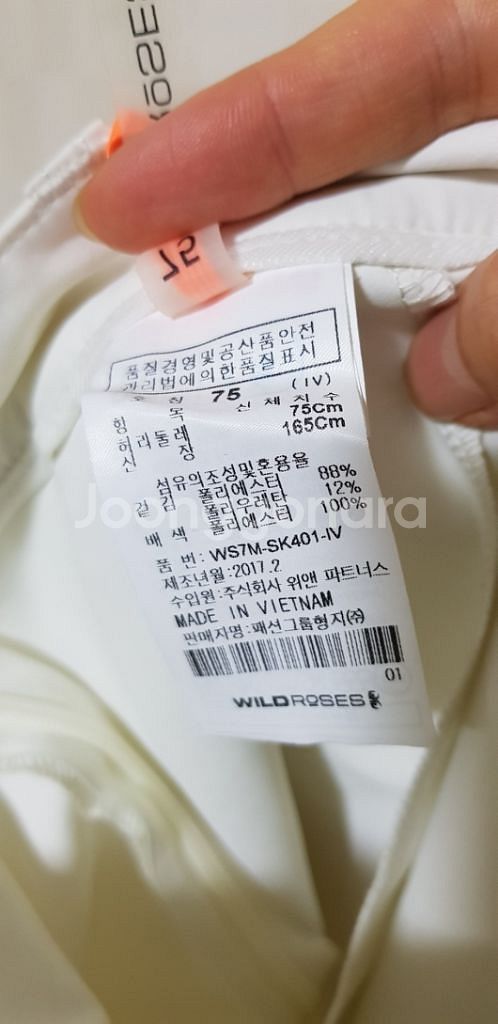 ROSES
75
품질경영및공산품안전
관리법에의한품질표시
75 (IV)
호 항 목 신체치수
허리둘레 75Cm
신 장 165Cm
섬유의조성및혼용율
겉 감 폴리에스터 88%
폴리우레타 12%
배 색 폴리에스터 100%
품 번: WS7M-SK401-IV
제조년월:2017.2
수입원:주식회사 위앤 파트너스
MADE IN VIETNAM
판매자명:패션그룹형지㈜
01
WILDROSES
Joonggonara